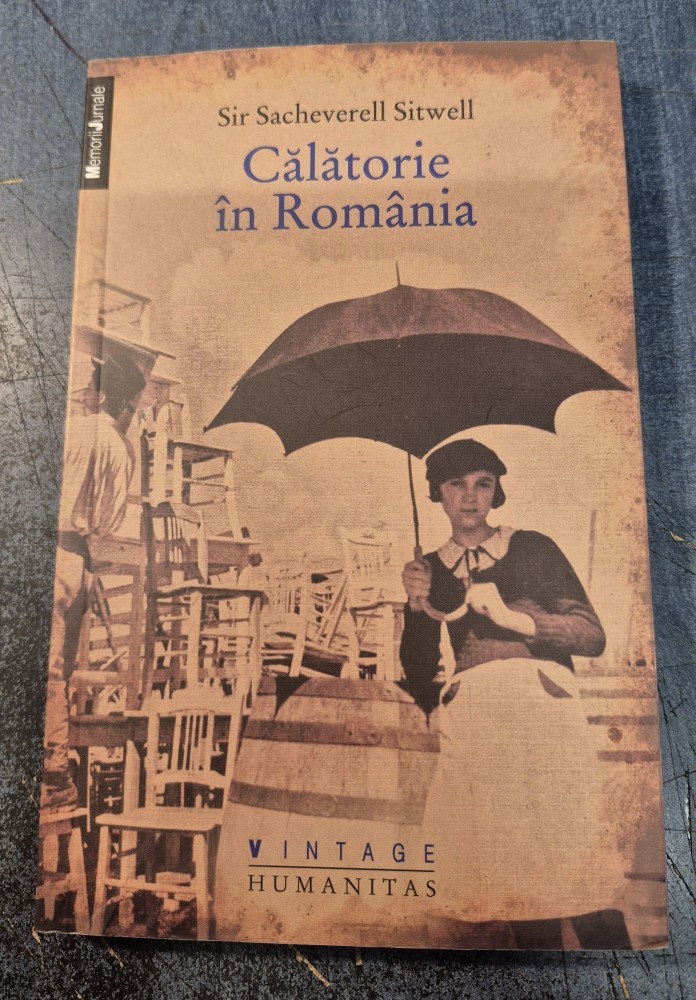 MemoriiJurnale
Sir Sacheverell Sitwell
Călătorie
în România
VINTAGE
HUMANITAS